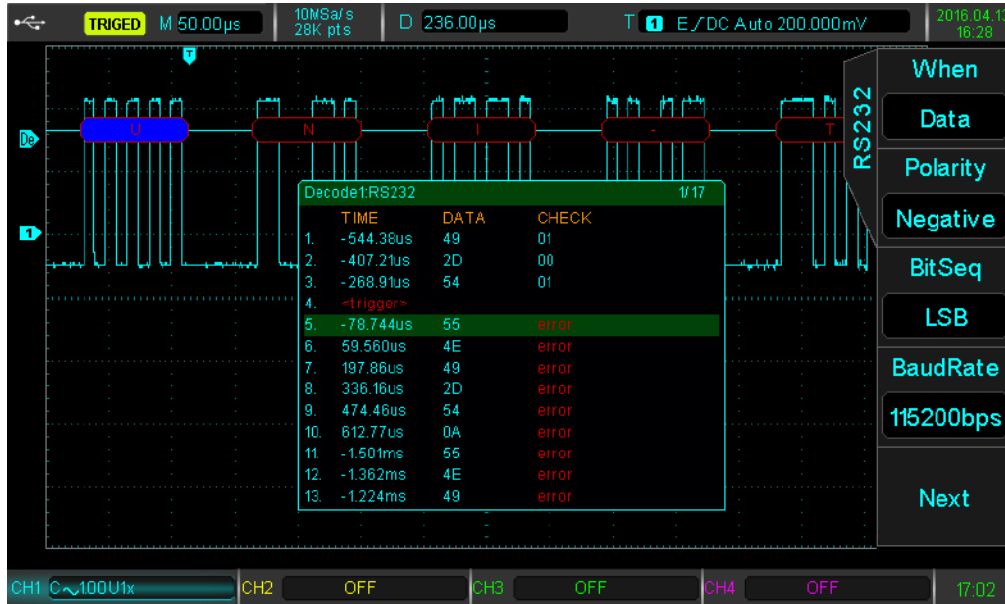 TRIGED M 50.00µs 10MSa/s 28K pts D 236.00µs T 1 E DC Auto 200.000mV 2016.04.13 16:28
T
When
Data
Polarity
Negative
BitSeq
LSB
BaudRate
115200bps
Next
RS232
De U N I - T
1
Decode1:RS232 1/17
TIME DATA CHECK
1. -544.38us 49 01
2. -407.21us 2D 00
3. -268.91us 54 01
4. <trigger>
5. -78.744us 55 error
6. 59.560us 4E error
7. 197.86us 49 error
8. 336.16us 2D error
9. 474.46us 54 error
10. 612.77us 0A error
11. -1.501ms 55 error
12. -1.362ms 4E error
13. -1.224ms 49 error
CH1 C 1.00U1x CH2 OFF CH3 OFF CH4 OFF 17:02